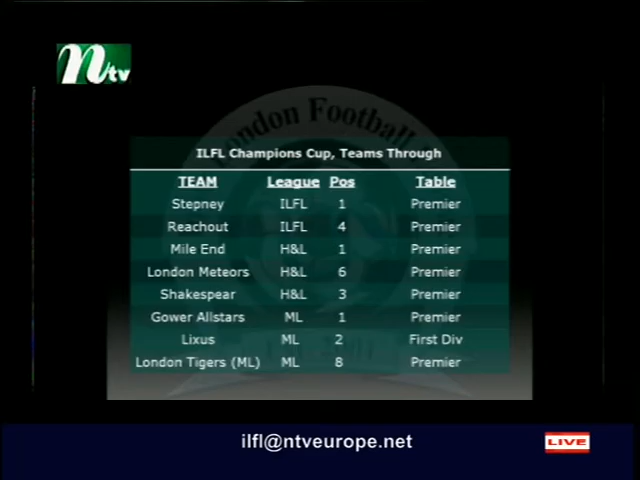 ntv
London Football
ILFL Champions Cup, Teams Through
TEAM League Pos Table
Stepney ILFL 1 Premier
Reachout ILFL 4 Premier
Mile End H&L 1 Premier
London Meteors H&L 6 Premier
Shakespear H&L 3 Premier
Gower Allstars ML 1 Premier
Lixus ML 2 First Div
London Tigers (ML) ML 8 Premier
ilfl@ntveurope.net
LIVE